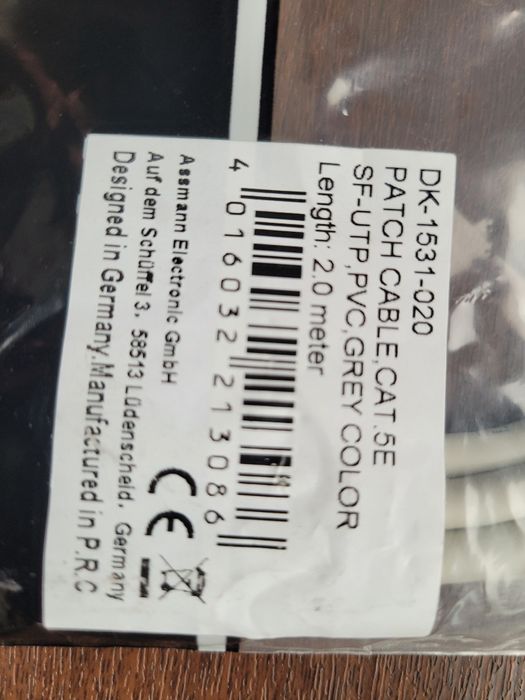 DK-1531-020
PATCH CABLE,CAT.5E
SF-UTP,PVC,GREY COLOR
Length: 2,0 meter
4 016032 213086
Assmann Electronic GmbH
Auf dem Schüffel 3, 58513 Lüdenscheid, Germany
Designed in Germany.Manufactured in P.R.C
CE